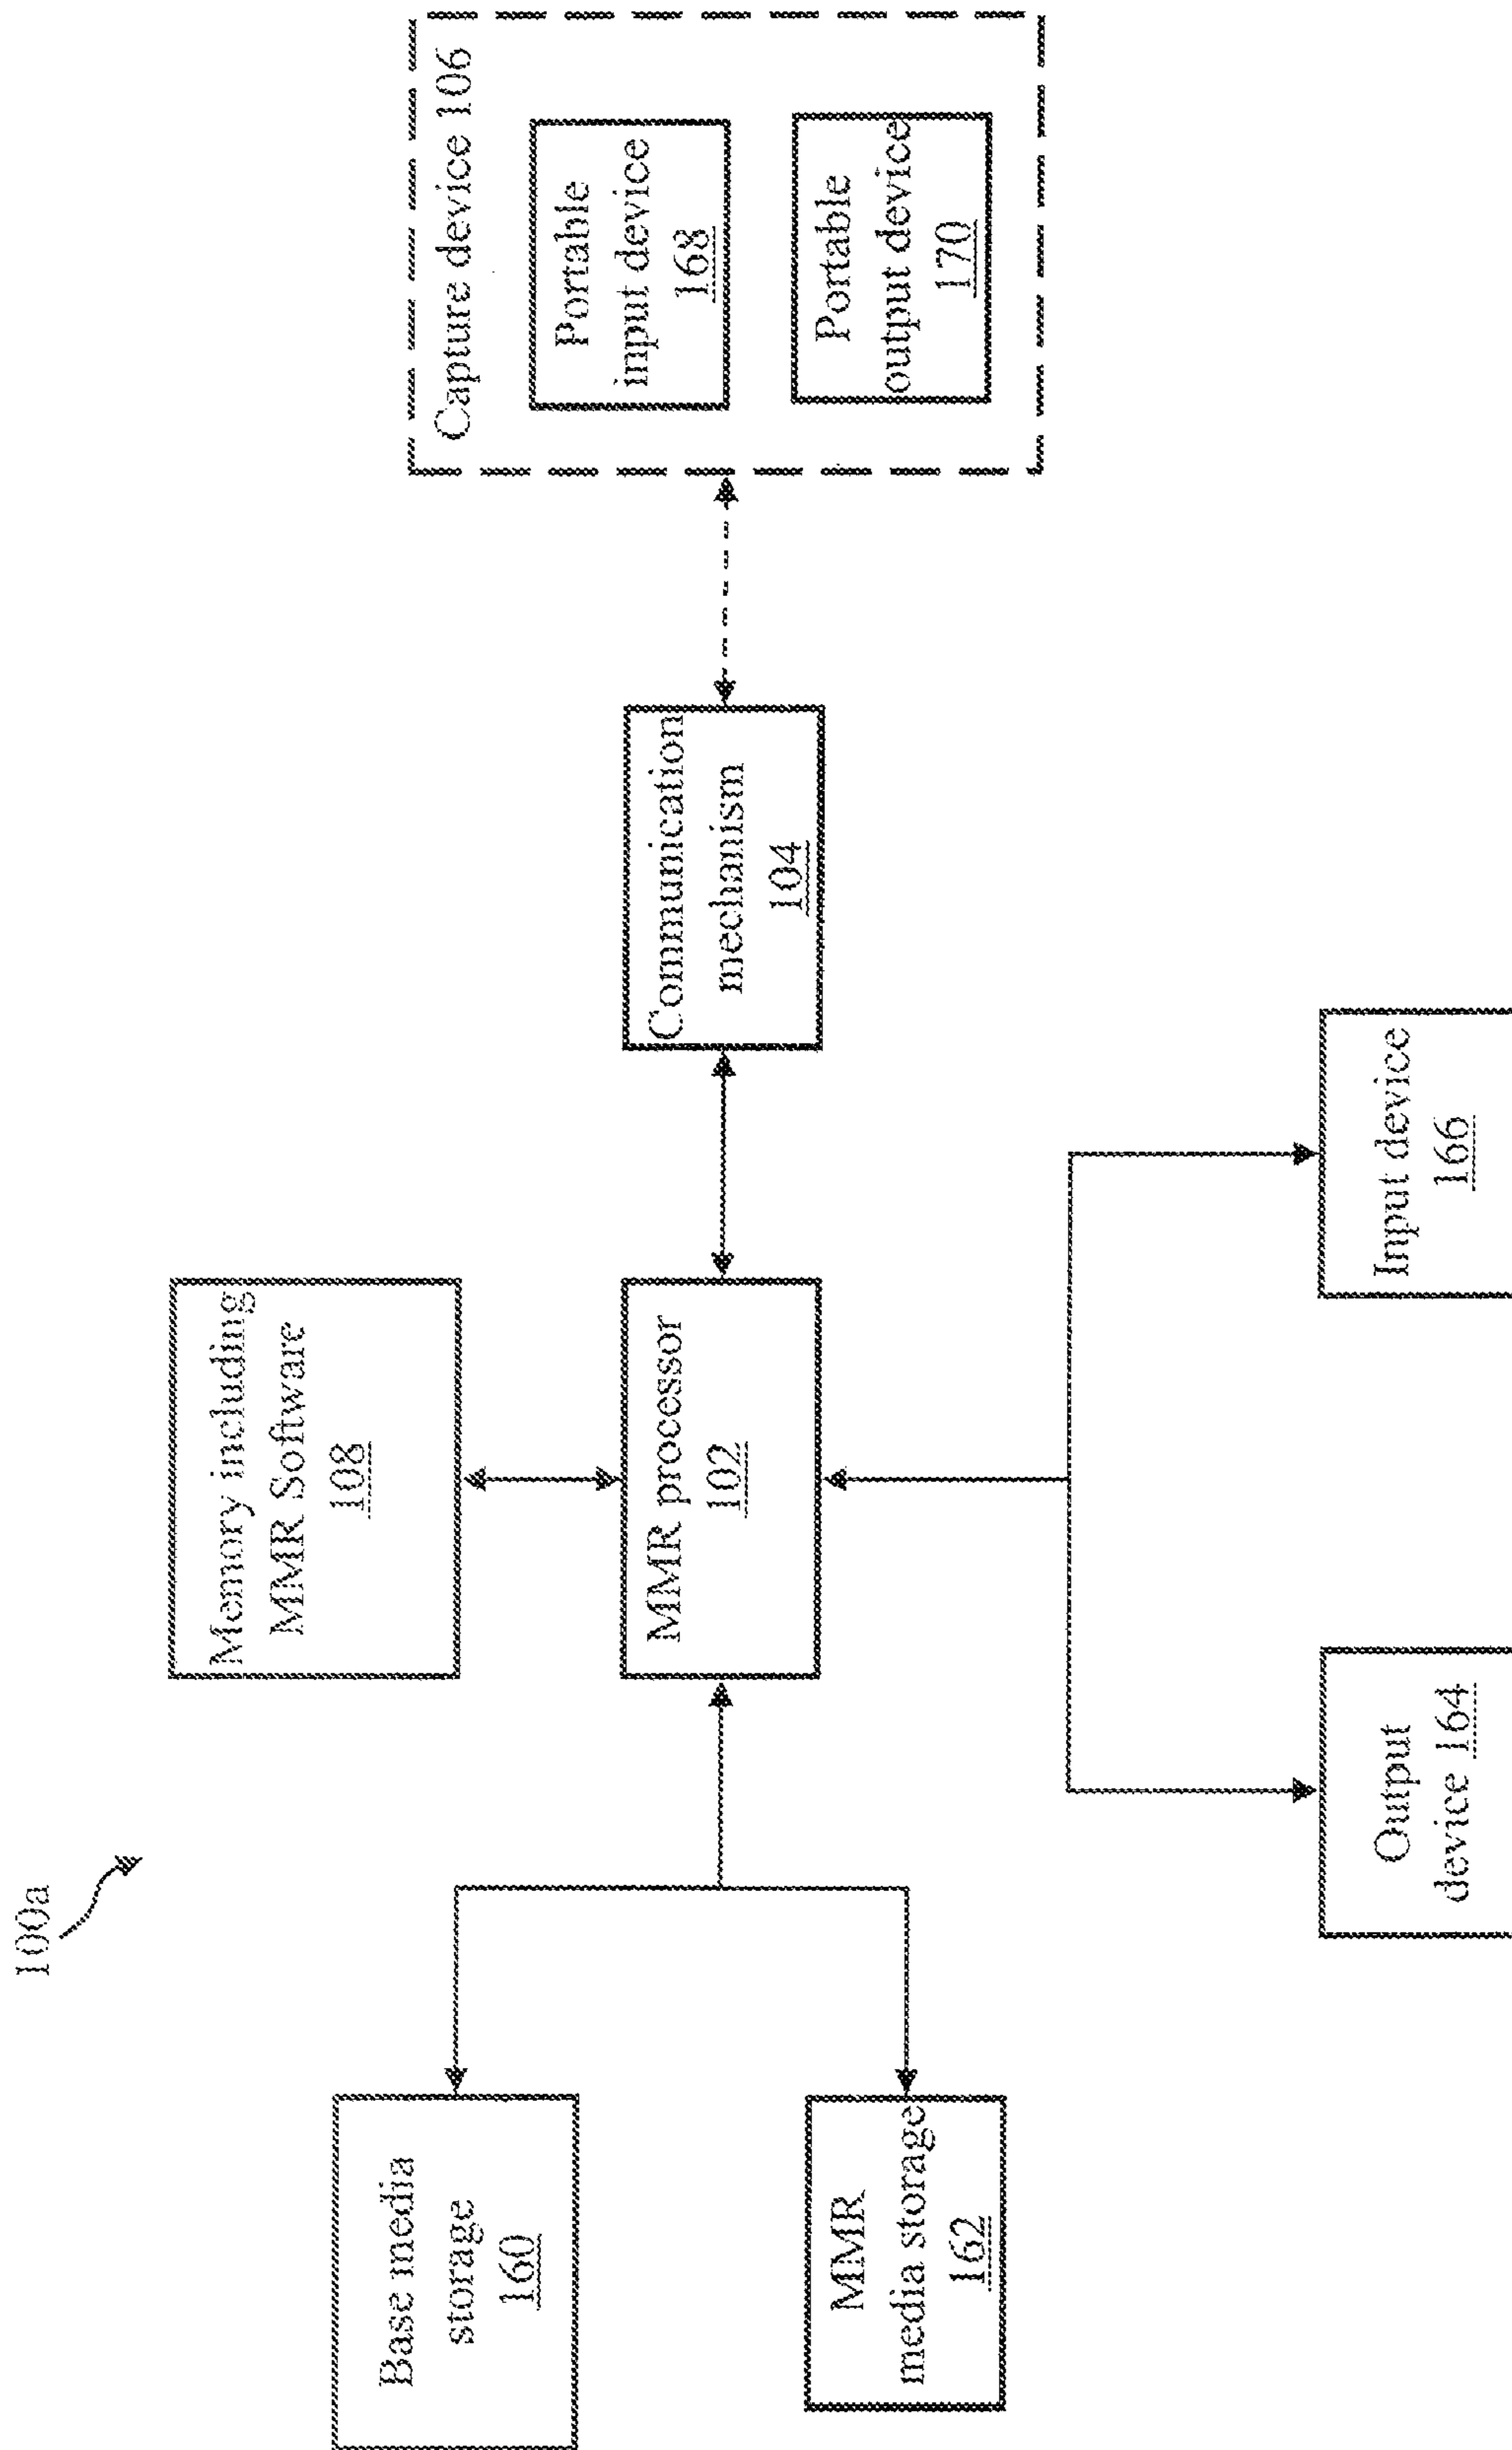 100a
Memory including
MMR Software
108
Base media
storage
160
MMR
media storage
162
MMR processor
102
Communication
mechanism
104
Capture device 106
Portable
input device
168
Portable
output device
170
Output
device 164
Input device
166